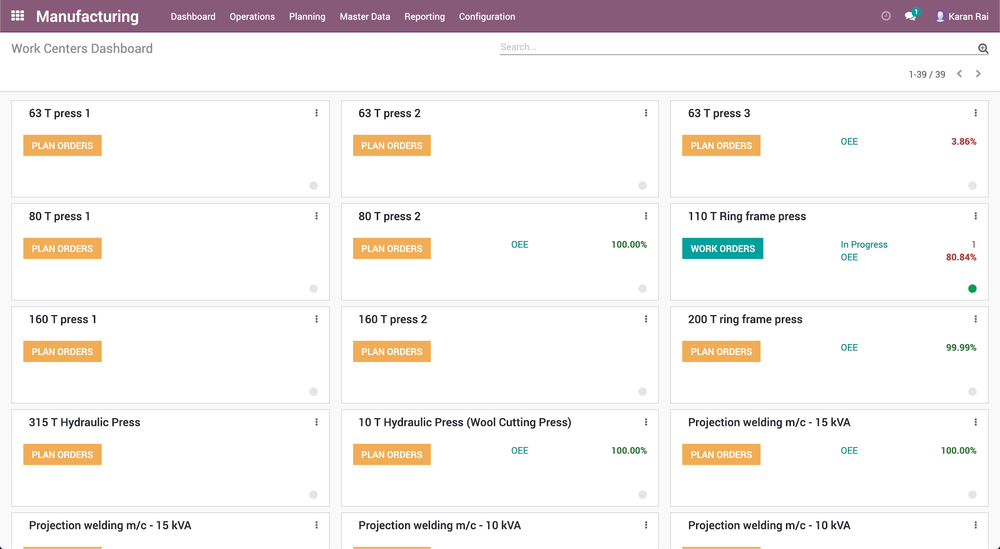 Manufacturing Dashboard Operations Planning Master Data Reporting Configuration 1 Karan Rai
Work Centers Dashboard Search...
1-39 / 39
63 T press 1
PLAN ORDERS
63 T press 2
PLAN ORDERS
63 T press 3
PLAN ORDERS OEE 3.86%
80 T press 1
PLAN ORDERS
80 T press 2
PLAN ORDERS OEE 100.00%
110 T Ring frame press
WORK ORDERS In Progress 1
OEE 80.84%
160 T press 1
PLAN ORDERS
160 T press 2
PLAN ORDERS
200 T ring frame press
PLAN ORDERS OEE 99.99%
315 T Hydraulic Press
PLAN ORDERS
10 T Hydraulic Press (Wool Cutting Press)
PLAN ORDERS OEE 100.00%
Projection welding m/c - 15 kVA
PLAN ORDERS OEE 100.00%
Projection welding m/c - 15 kVA
Projection welding m/c - 10 kVA
Projection welding m/c - 10 kVA